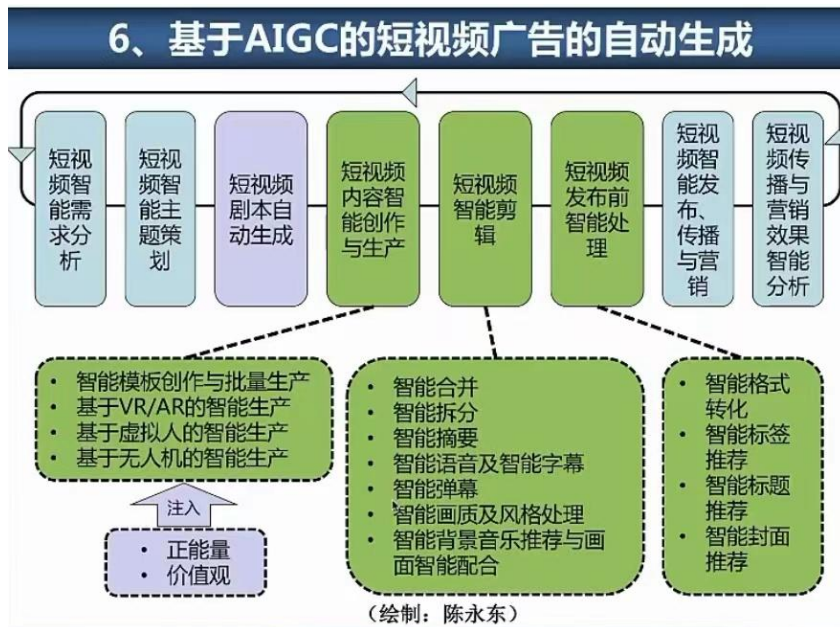 6、基于AIGC的短视频广告的自动生成
短视
频智
能需
求分
析
短视
频智
能主
题策
划
短视频
剧本自
动生成
短视频
内容智
能创作
与生产
短视频
智能剪
辑
短视频
发布前
智能处
理
短视
频智
能发
布、
传播
与营
销
短视
频传
播与
营销
效果
智能
分析
• 智能模板创作与批量生产
• 基于VR/AR的智能生产
• 基于虚拟人的智能生产
• 基于无人机的智能生产
注入
• 正能量
• 价值观
• 智能合并
• 智能拆分
• 智能摘要
• 智能语音及智能字幕
• 智能弹幕
• 智能画质及风格处理
• 智能背景音乐推荐与画
面智能配合
• 智能格式
转化
• 智能标签
推荐
• 智能标题
推荐
• 智能封面
推荐
（绘制：陈永东）